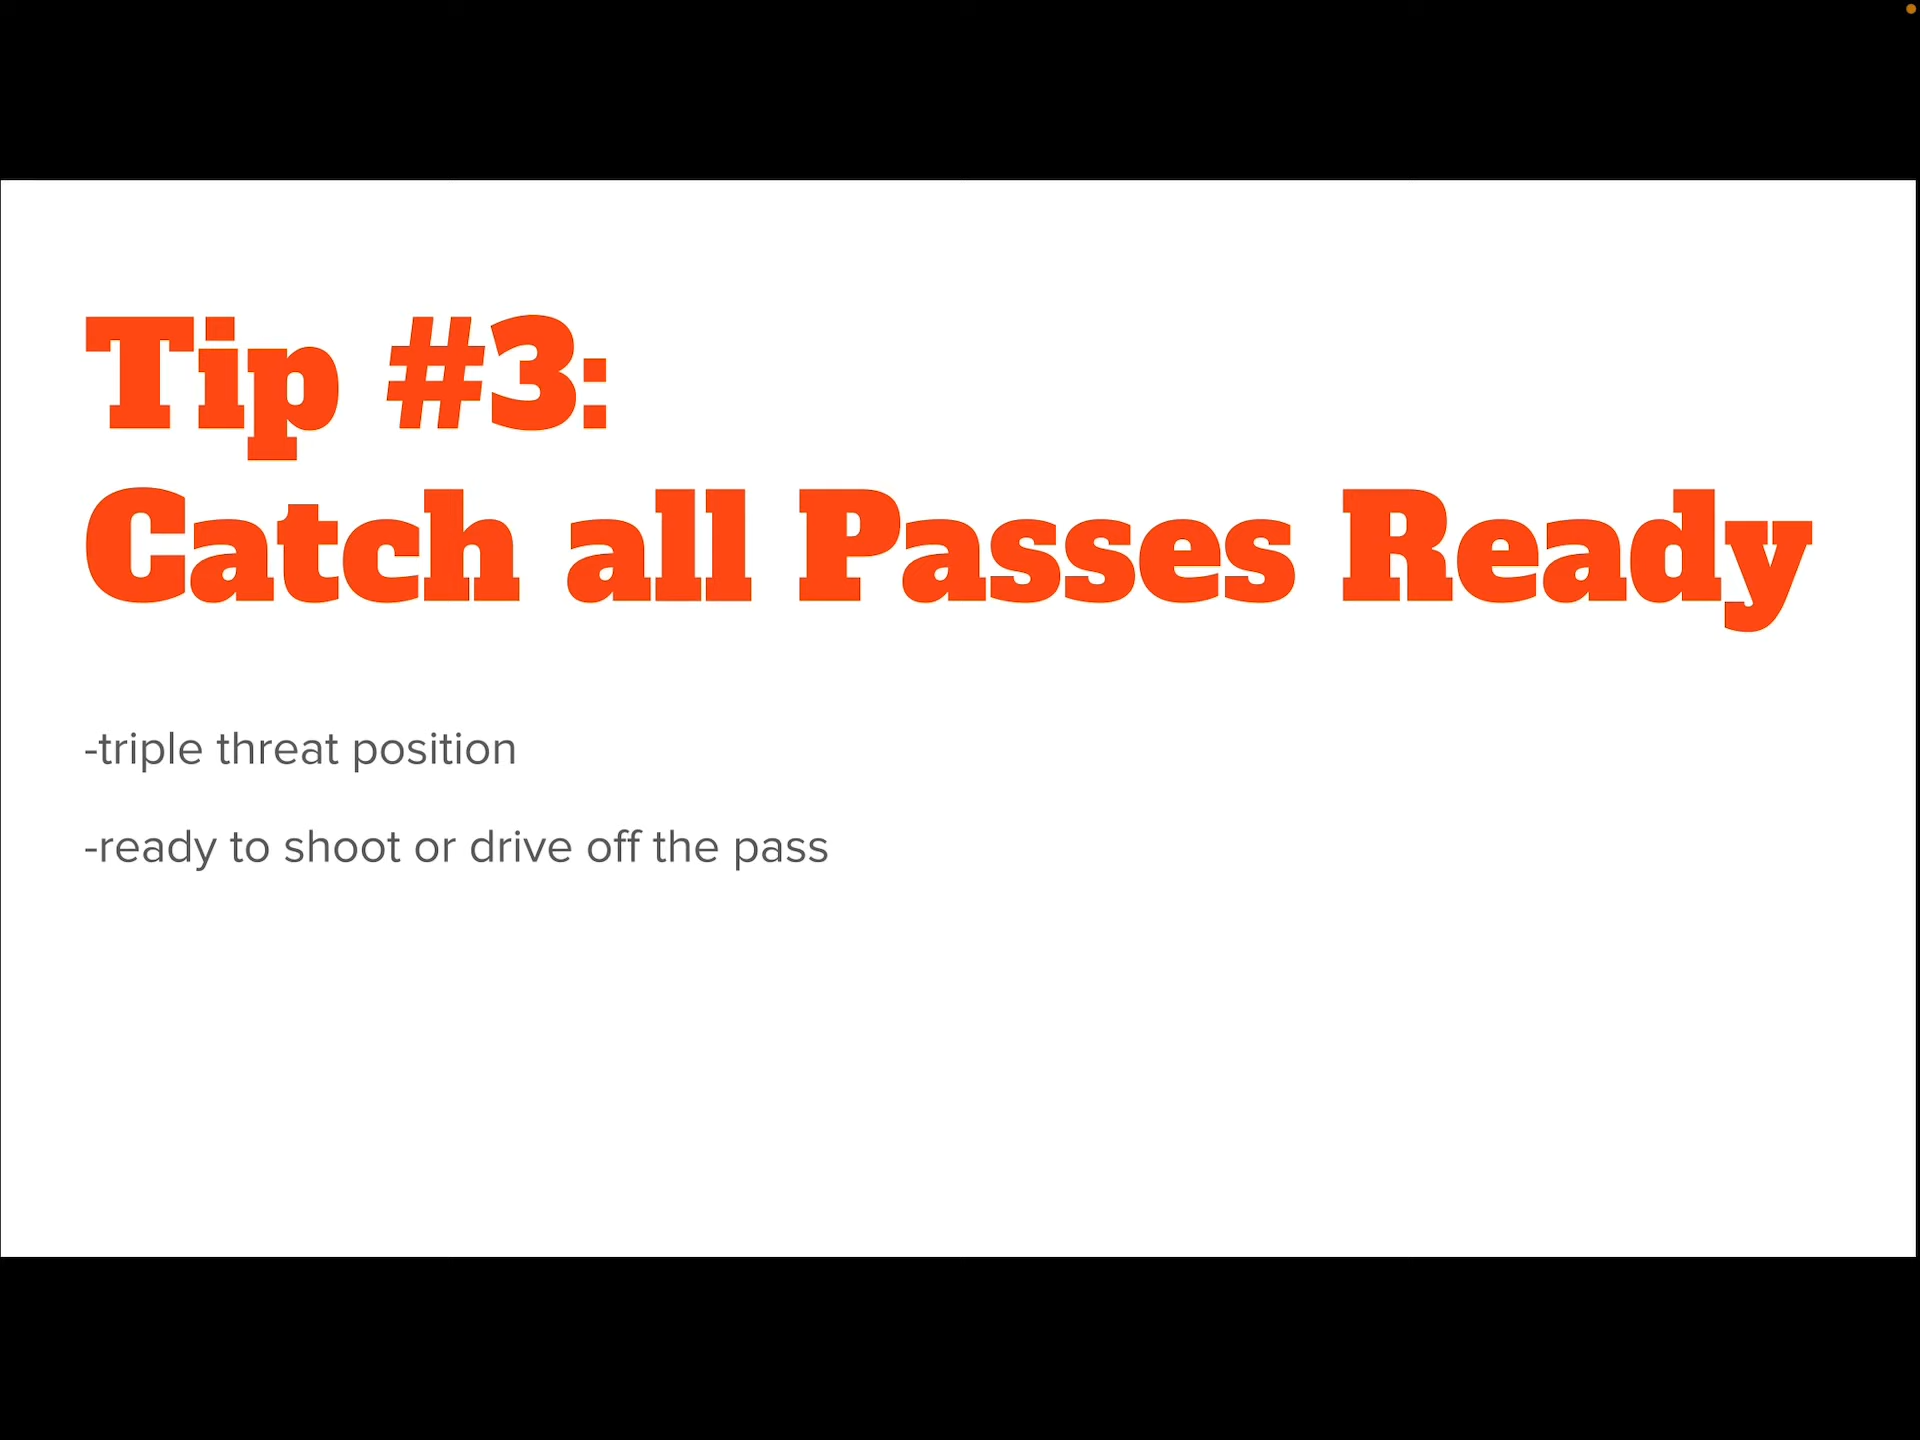 Tip #3:
Catch all Passes Ready
-triple threat position
-ready to shoot or drive off the pass